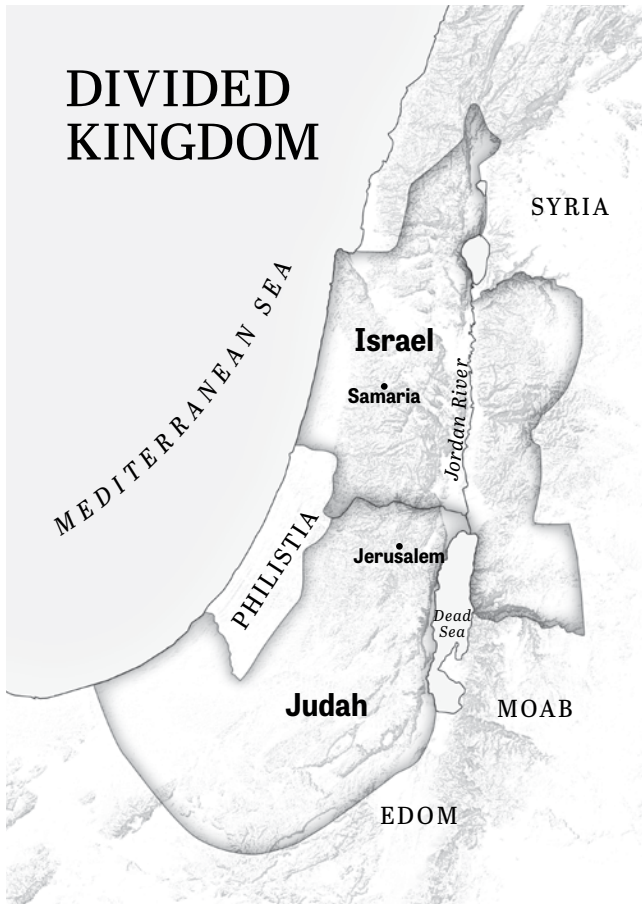 DIVIDED
KINGDOM
SYRIA
MEDITERRANEAN SEA
Israel
Samaria
Jordan River
PHILISTIA
Jerusalem
Dead
Sea
Judah
MOAB
EDOM